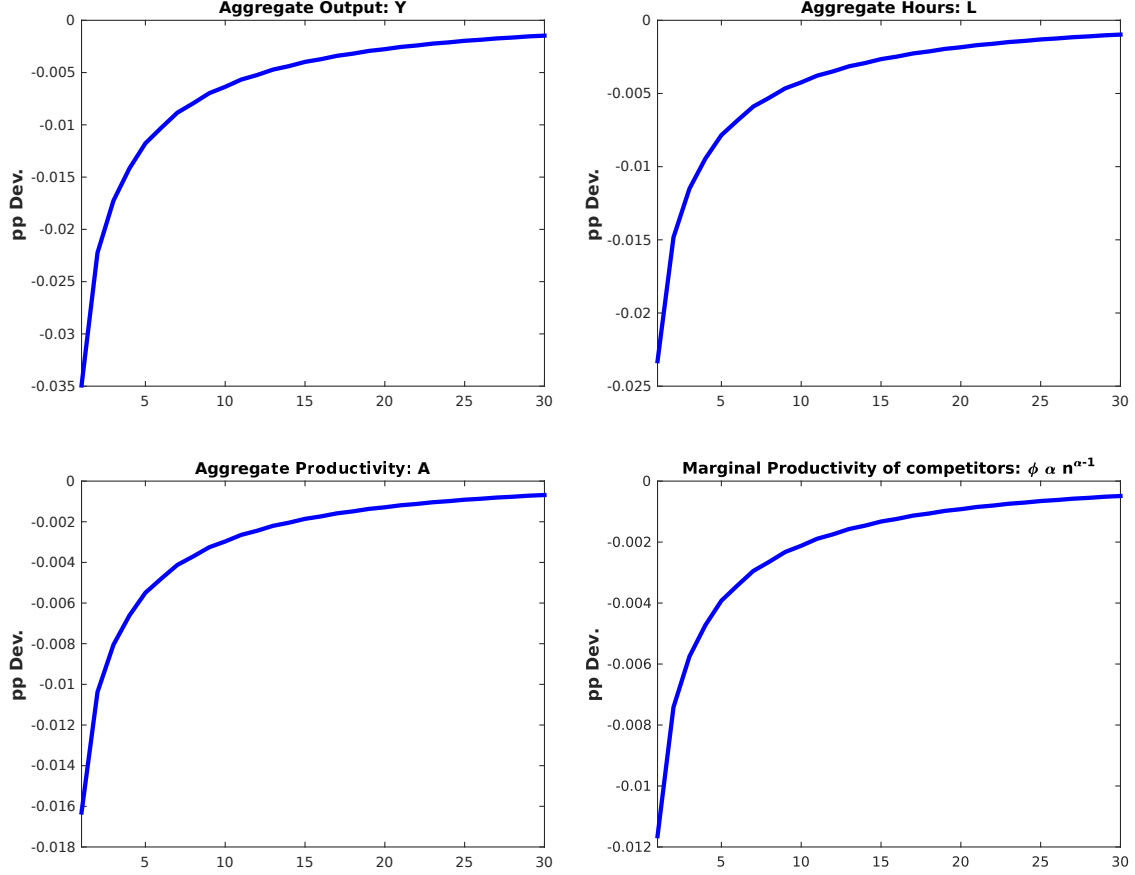 Aggregate Output: Y
0
-0.005
-0.01
-0.015
-0.02
-0.025
-0.03
-0.035
pp Dev.
5 10 15 20 25 30
Aggregate Hours: L
0
-0.005
-0.01
-0.015
-0.02
-0.025
pp Dev.
5 10 15 20 25 30
Aggregate Productivity: A
0
-0.002
-0.004
-0.006
-0.008
-0.01
-0.012
-0.014
-0.016
-0.018
pp Dev.
5 10 15 20 25 30
Marginal Productivity of competitors: ϕ α n^α-1
0
-0.002
-0.004
-0.006
-0.008
-0.01
-0.012
pp Dev.
5 10 15 20 25 30